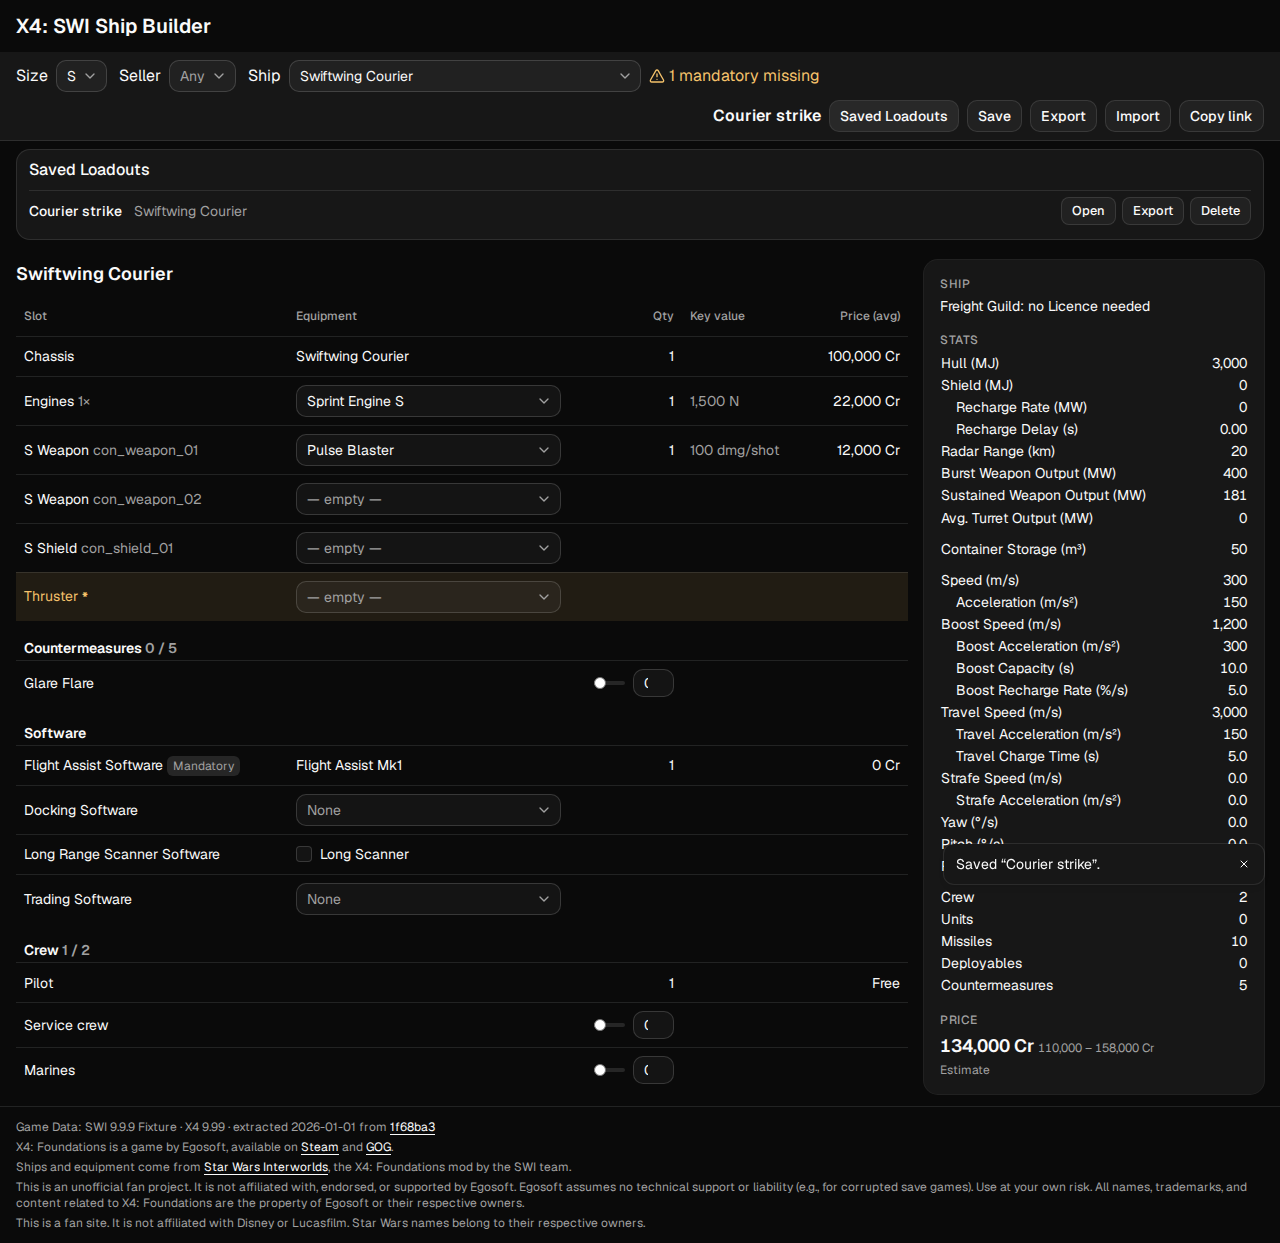 X4: SWI Ship Builder
Size S Seller Any Ship Swiftwing Courier 1 mandatory missing
Courier strike Saved Loadouts Save Export Import Copy link
Saved Loadouts
Courier strike Swiftwing Courier Open Export Delete
Swiftwing Courier
Slot Equipment Qty Key value Price (avg)
Chassis Swiftwing Courier 1 100,000 Cr
Engines 1× Sprint Engine S 1 1,500 N 22,000 Cr
S Weapon con_weapon_01 Pulse Blaster 1 100 dmg/shot 12,000 Cr
S Weapon con_weapon_02 — empty —
S Shield con_shield_01 — empty —
Thruster * — empty —
Countermeasures 0 / 5
Glare Flare
Software
Flight Assist Software Mandatory Flight Assist Mk1 1 0 Cr
Docking Software None
Long Range Scanner Software Long Scanner
Trading Software None
Crew 1 / 2
Pilot 1 Free
Service crew
Marines
SHIP
Freight Guild: no Licence needed
STATS
Hull (MJ) 3,000
Shield (MJ) 0
Recharge Rate (MW) 0
Recharge Delay (s) 0.00
Radar Range (km) 20
Burst Weapon Output (MW) 400
Sustained Weapon Output (MW) 181
Avg. Turret Output (MW) 0
Container Storage (m³) 50
Speed (m/s) 300
Acceleration (m/s²) 150
Boost Speed (m/s) 1,200
Boost Acceleration (m/s²) 300
Boost Capacity (s) 10.0
Boost Recharge Rate (%/s) 5.0
Travel Speed (m/s) 3,000
Travel Acceleration (m/s²) 150
Travel Charge Time (s) 5.0
Strafe Speed (m/s) 0.0
Strafe Acceleration (m/s²) 0.0
Yaw (°/s) 0.0
Pitch (°/s) 0.0
Saved “Courier strike”. ×
Crew 2
Units 0
Missiles 10
Deployables 0
Countermeasures 5
PRICE
134,000 Cr 110,000 – 158,000 Cr
Estimate
Game Data: SWI 9.9.9 Fixture · X4 9.99 · extracted 2026-01-01 from 1f68ba3
X4: Foundations is a game by Egosoft, available on Steam and GOG.
Ships and equipment come from Star Wars Interworlds, the X4: Foundations mod by the SWI team.
This is an unofficial fan project. It is not affiliated with, endorsed, or supported by Egosoft. Egosoft assumes no technical support or liability (e.g., for corrupted save games). Use at your own risk. All names, trademarks, and
content related to X4: Foundations are the property of Egosoft or their respective owners.
This is a fan site. It is not affiliated with Disney or Lucasfilm. Star Wars names belong to their respective owners.